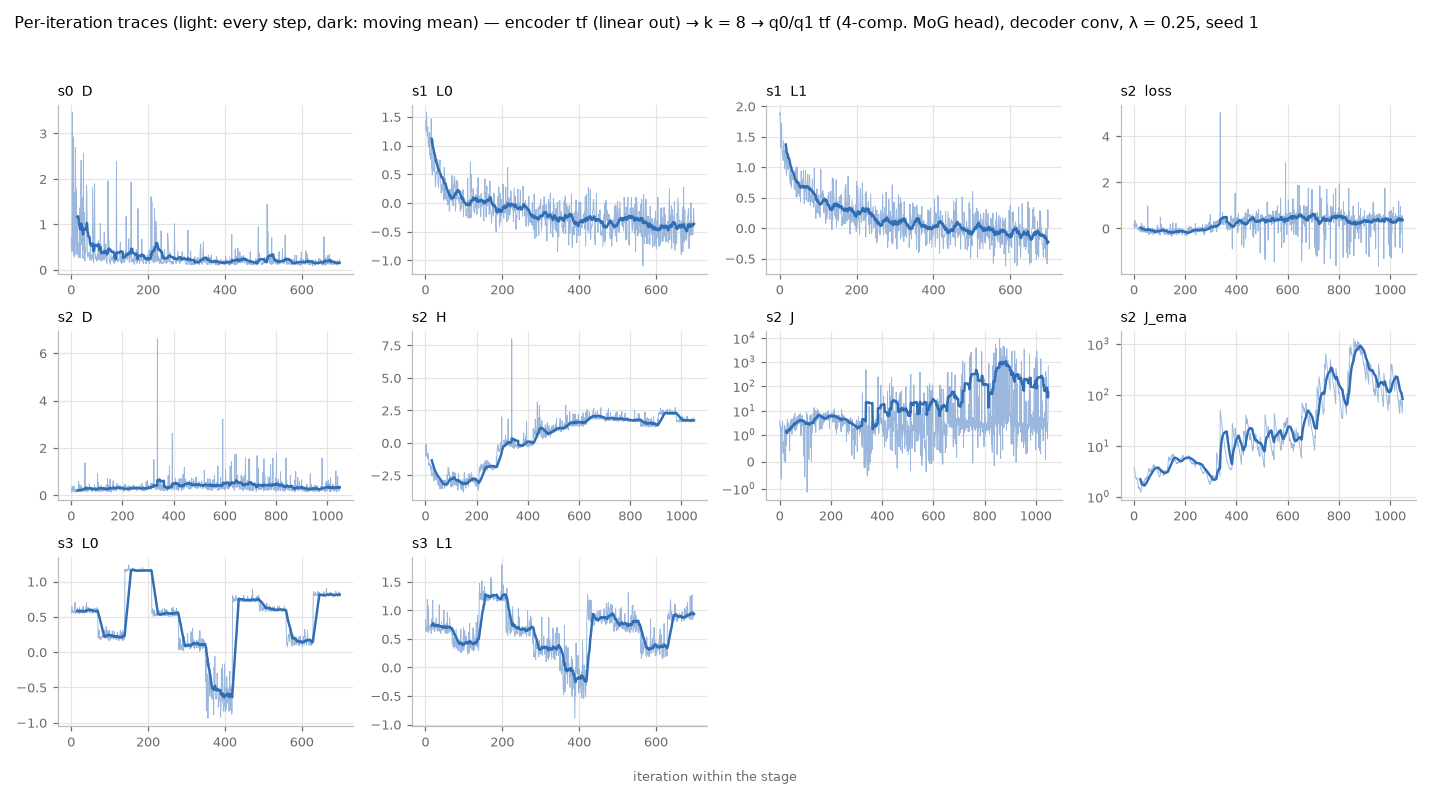 Per-iteration traces (light: every step, dark: moving mean) — encoder tf (linear out) → k = 8 → q0/q1 tf (4-comp. MoG head), decoder conv, λ = 0.25, seed 1
s0 D
3
2
1
0
0 200 400 600
s1 L0
1.5
1.0
0.5
0.0
−0.5
−1.0
0 200 400 600
s1 L1
2.0
1.5
1.0
0.5
0.0
−0.5
0 200 400 600
s2 loss
4
2
0
0 200 400 600 800 1000
s2 D
6
4
2
0
0 200 400 600 800 1000
s2 H
7.5
5.0
2.5
0.0
−2.5
0 200 400 600 800 1000
s2 J
10⁴
10³
10²
10¹
10⁰
0
−10⁰
0 200 400 600 800 1000
s2 J_ema
10³
10²
10¹
10⁰
0 200 400 600 800 1000
s3 L0
1.0
0.5
0.0
−0.5
−1.0
0 200 400 600
s3 L1
1.5
1.0
0.5
0.0
−0.5
−1.0
0 200 400 600
iteration within the stage